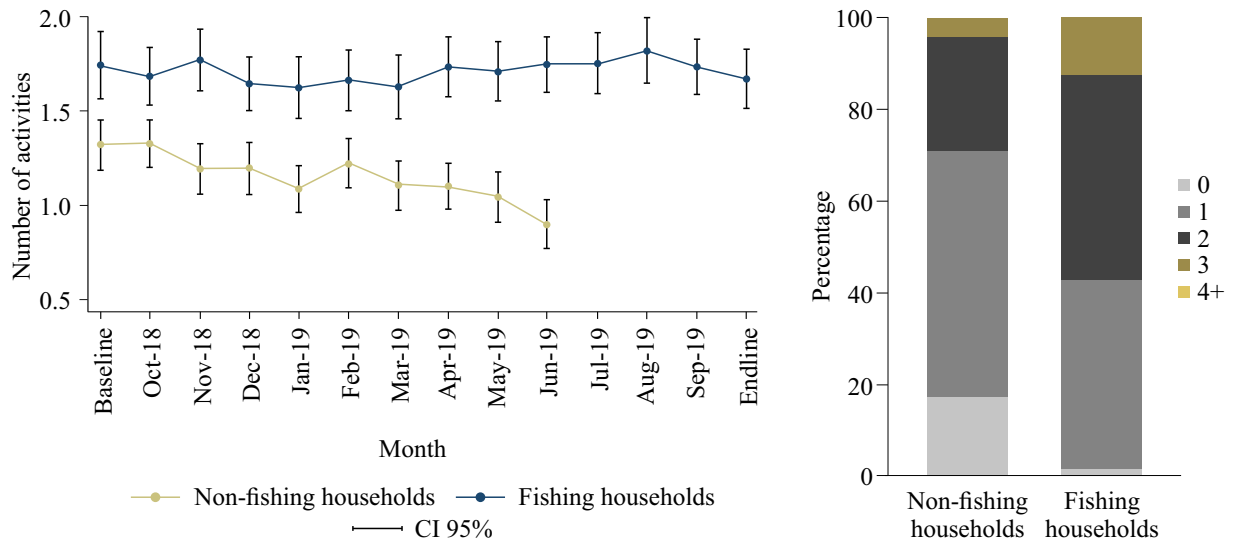 Number of activities
2.0
1.5
1.0
0.5
Baseline
Oct-18
Nov-18
Dec-18
Jan-19
Feb-19
Mar-19
Apr-19
May-19
Jun-19
Jul-19
Aug-19
Sep-19
Endline
Month
Non-fishing households
Fishing households
CI 95%
Percentage
100
80
60
40
20
0
Non-fishing
households
Fishing
households
0
1
2
3
4+